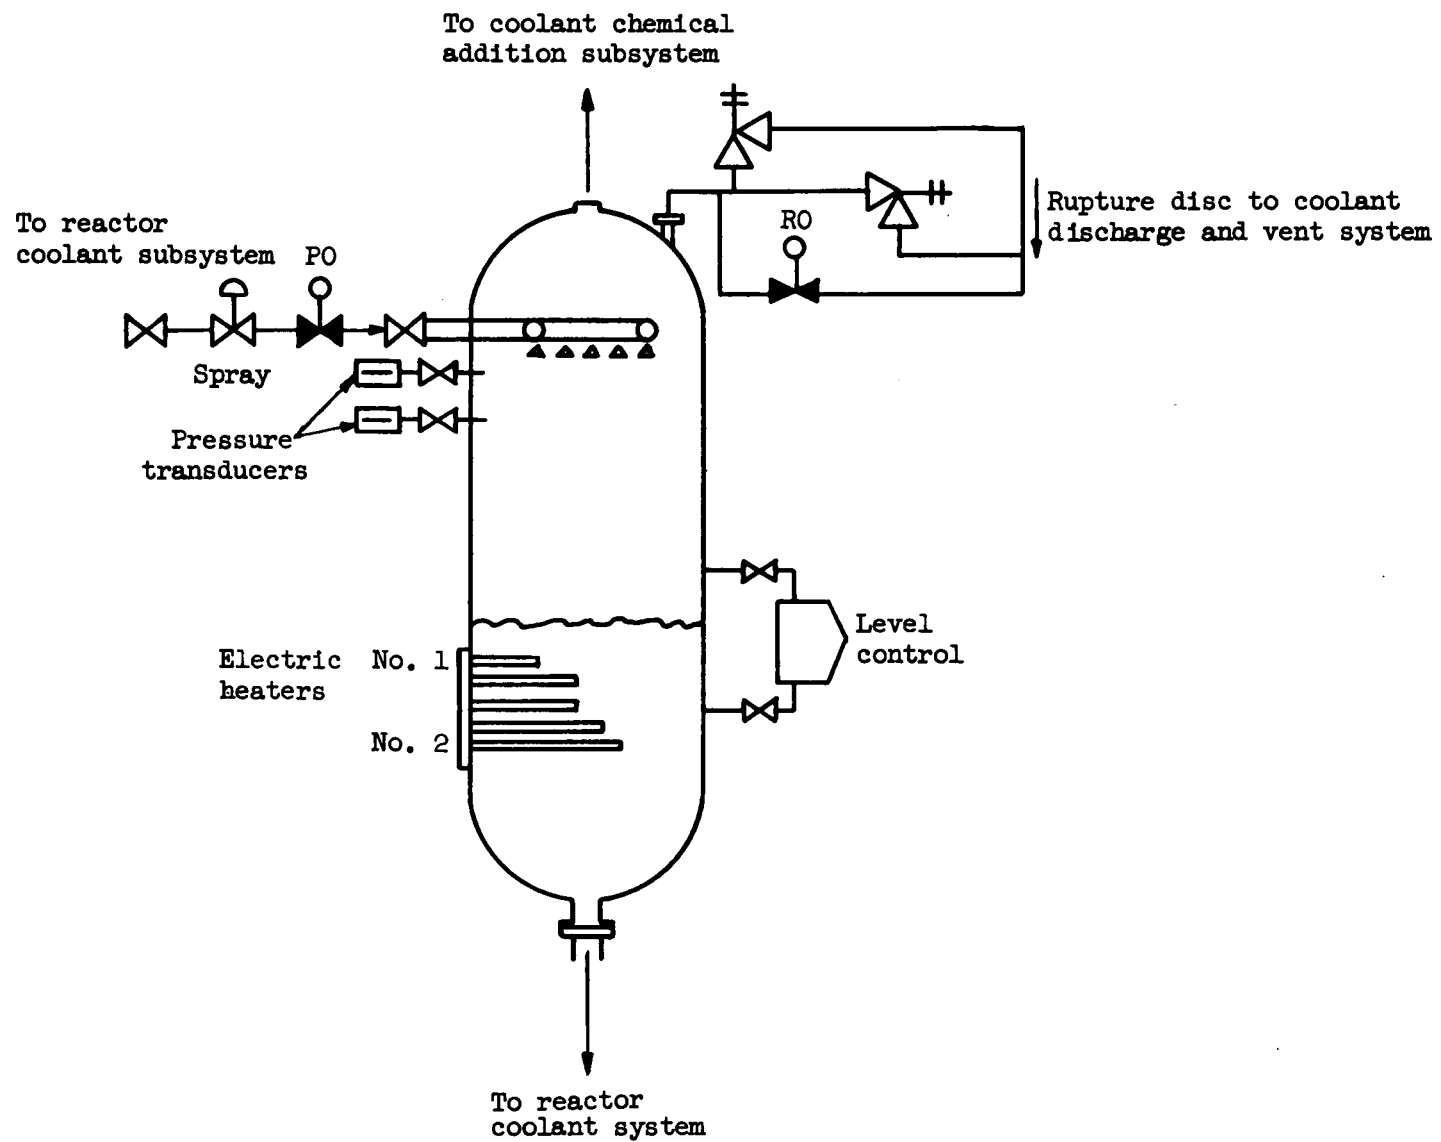 To coolant chemical
addition subsystem
To reactor
coolant subsystem
PO
RO
Rupture disc to coolant
discharge and vent system
Spray
Pressure
transducers
Level
control
Electric
heaters
No. 1
No. 2
To reactor
coolant system